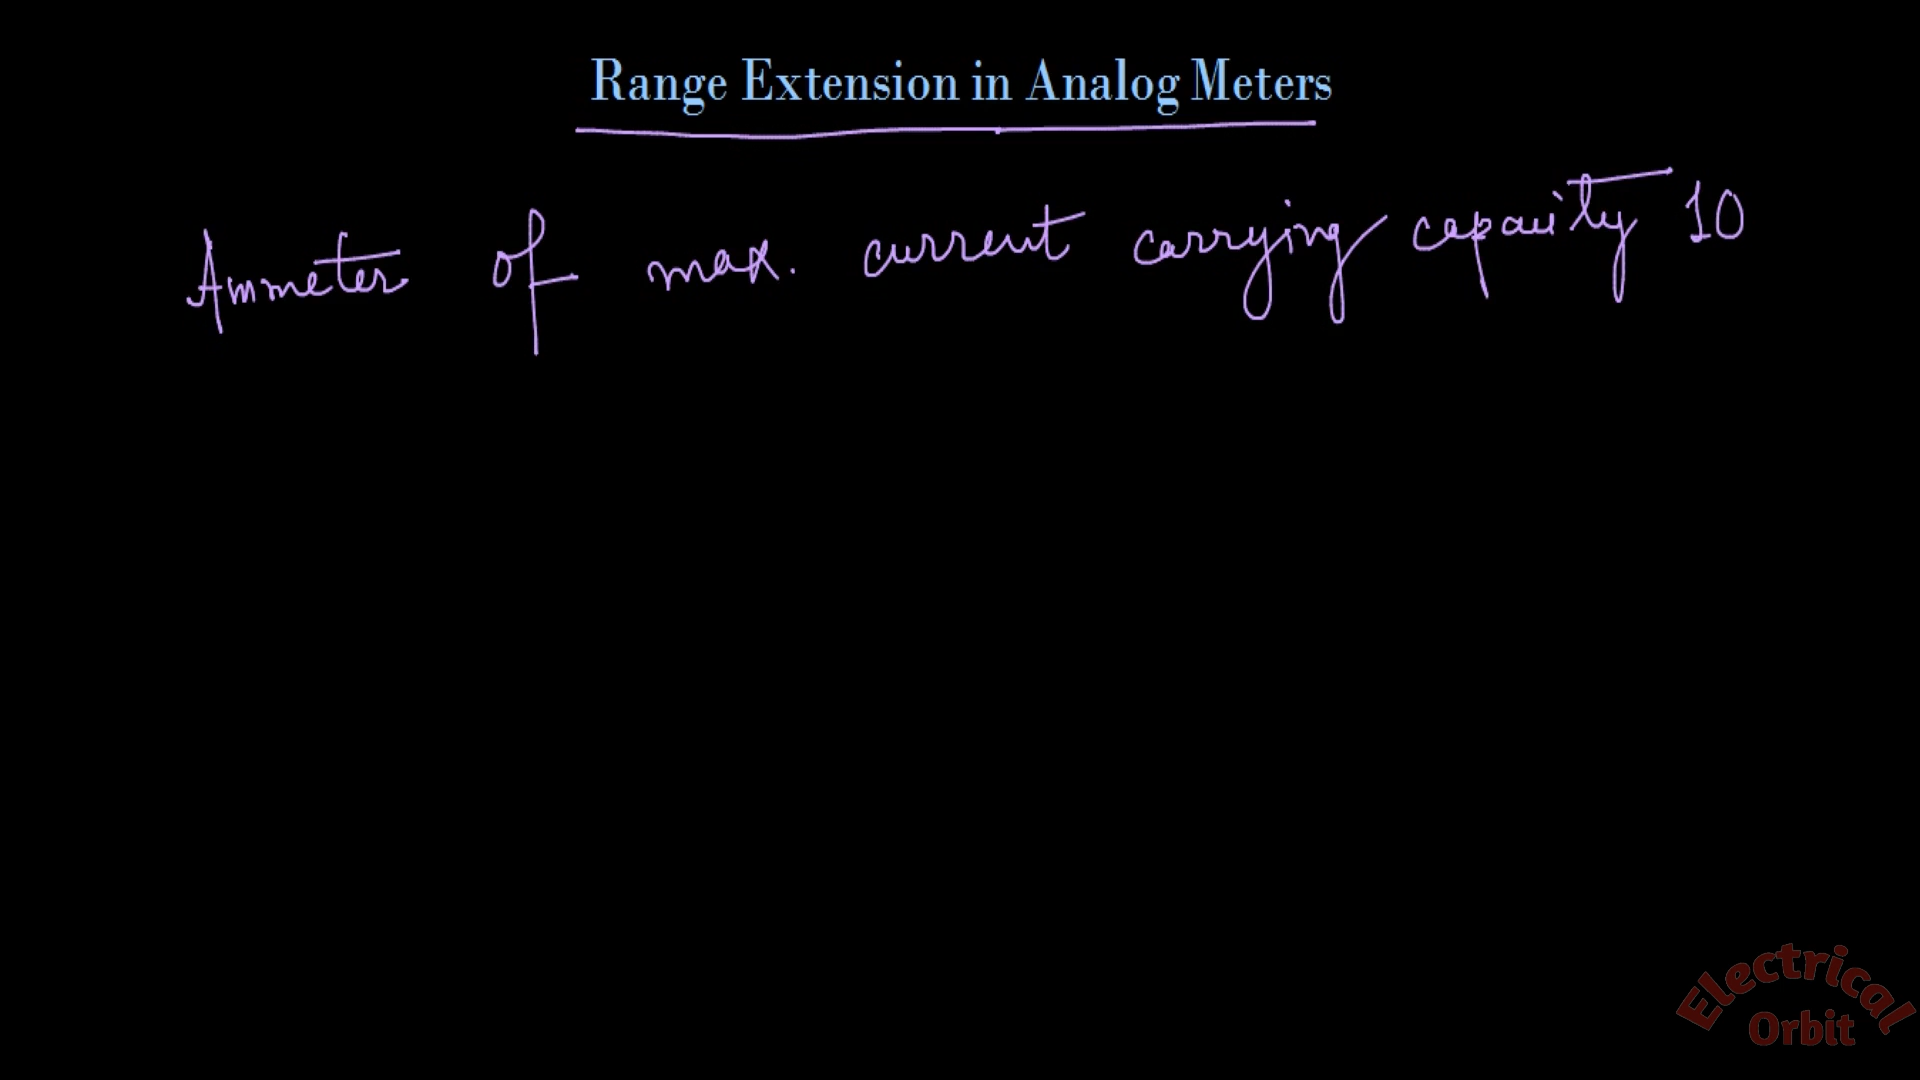 Range Extension in Analog Meters
Ammeter of max. current carrying capacity 10
Electrical
Orbit